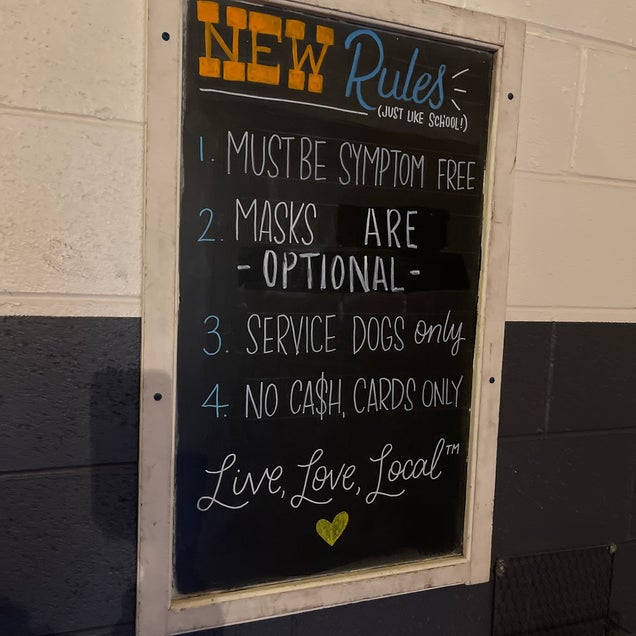 NEW Rules
(JUST LIKE SCHOOL!)
1. MUST BE SYMPTOM FREE
2. MASKS ARE
- OPTIONAL -
3. SERVICE DOGS only
4. NO CA$H, CARDS ONLY
Live, Love, Local™